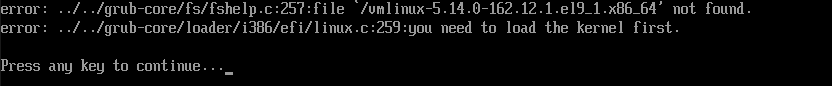 error: ../../grub-core/fs/fshelp.c:257:file `/vmlinux-5.14.0-162.12.1.el9_1.x86_64' not found.
error: ../../grub-core/loader/i386/efi/linux.c:259:you need to load the kernel first.
Press any key to continue..._